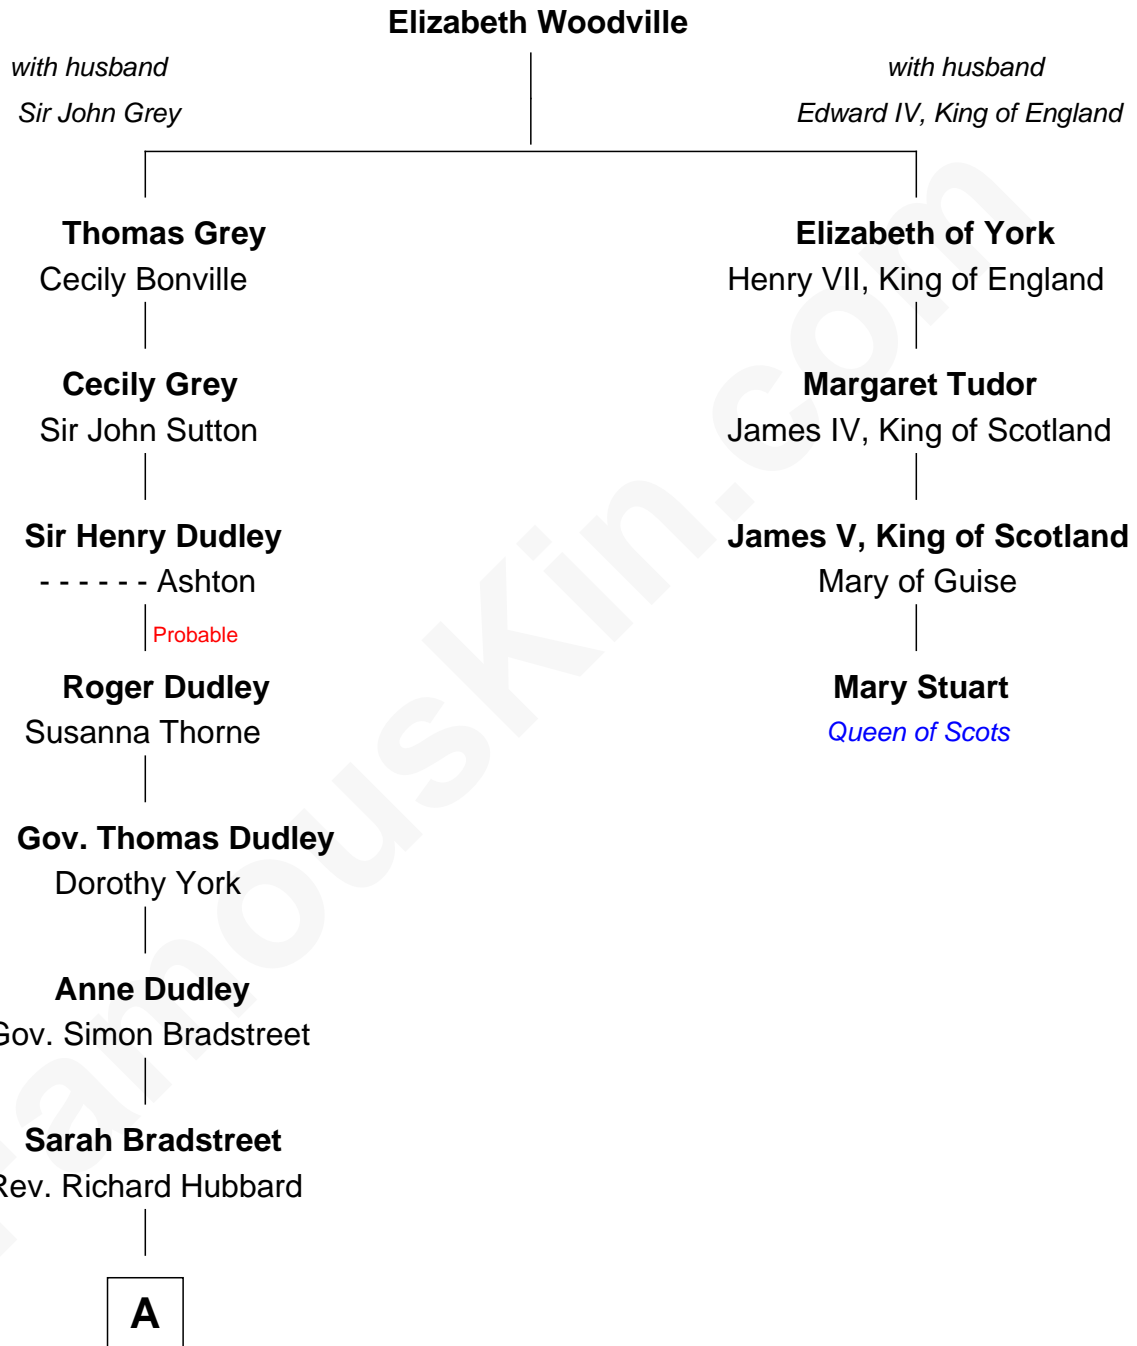 Elizabeth Woodville
with husband
Sir John Grey
with husband
Edward IV, King of England
Thomas Grey
Cecily Bonville
Elizabeth of York
Henry VII, King of England
Cecily Grey
Sir John Sutton
Margaret Tudor
James IV, King of Scotland
Sir Henry Dudley
- - - - - - Ashton
Probable
James V, King of Scotland
Mary of Guise
Roger Dudley
Susanna Thorne
Mary Stuart
Queen of Scots
Gov. Thomas Dudley
Dorothy York
Anne Dudley
Gov. Simon Bradstreet
Sarah Bradstreet
Rev. Richard Hubbard
A
famouskin.com